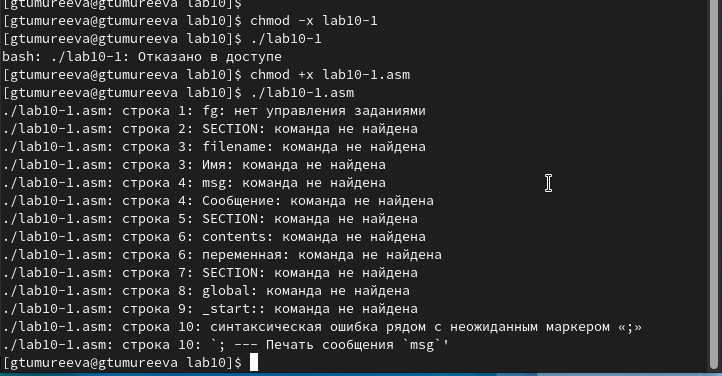 [gtumureeva@gtumureeva lab10]$
[gtumureeva@gtumureeva lab10]$ chmod -x lab10-1
[gtumureeva@gtumureeva lab10]$ ./lab10-1
bash: ./lab10-1: Отказано в доступе
[gtumureeva@gtumureeva lab10]$ chmod +x lab10-1.asm
[gtumureeva@gtumureeva lab10]$ ./lab10-1.asm
./lab10-1.asm: строка 1: fg: нет управления заданиями
./lab10-1.asm: строка 2: SECTION: команда не найдена
./lab10-1.asm: строка 3: filename: команда не найдена
./lab10-1.asm: строка 3: Имя: команда не найдена
./lab10-1.asm: строка 4: msg: команда не найдена
./lab10-1.asm: строка 4: Сообщение: команда не найдена
./lab10-1.asm: строка 5: SECTION: команда не найдена
./lab10-1.asm: строка 6: contents: команда не найдена
./lab10-1.asm: строка 6: переменная: команда не найдена
./lab10-1.asm: строка 7: SECTION: команда не найдена
./lab10-1.asm: строка 8: global: команда не найдена
./lab10-1.asm: строка 9: _start:: команда не найдена
./lab10-1.asm: строка 10: синтаксическая ошибка рядом с неожиданным маркером «;»
./lab10-1.asm: строка 10: `; --- Печать сообщения `msg`'
[gtumureeva@gtumureeva lab10]$